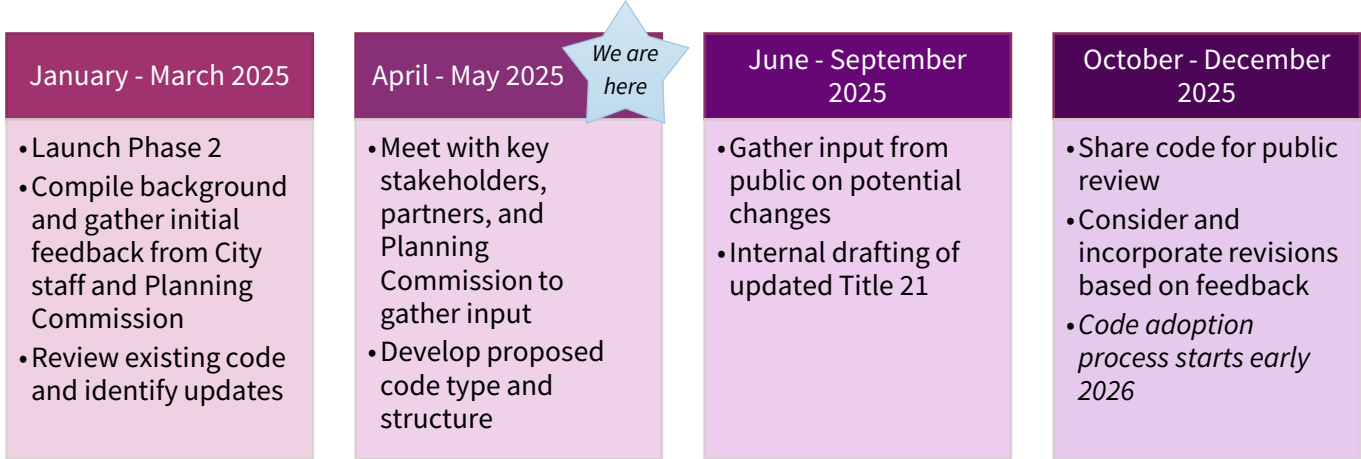 January - March 2025
• Launch Phase 2
• Compile background
and gather initial
feedback from City
staff and Planning
Commission
• Review existing code
and identify updates
April - May 2025
We are
here
• Meet with key
stakeholders,
partners, and
Planning
Commission to
gather input
• Develop proposed
code type and
structure
June - September
2025
• Gather input from
public on potential
changes
• Internal drafting of
updated Title 21
October - December
2025
• Share code for public
review
• Consider and
incorporate revisions
based on feedback
• Code adoption
process starts early
2026